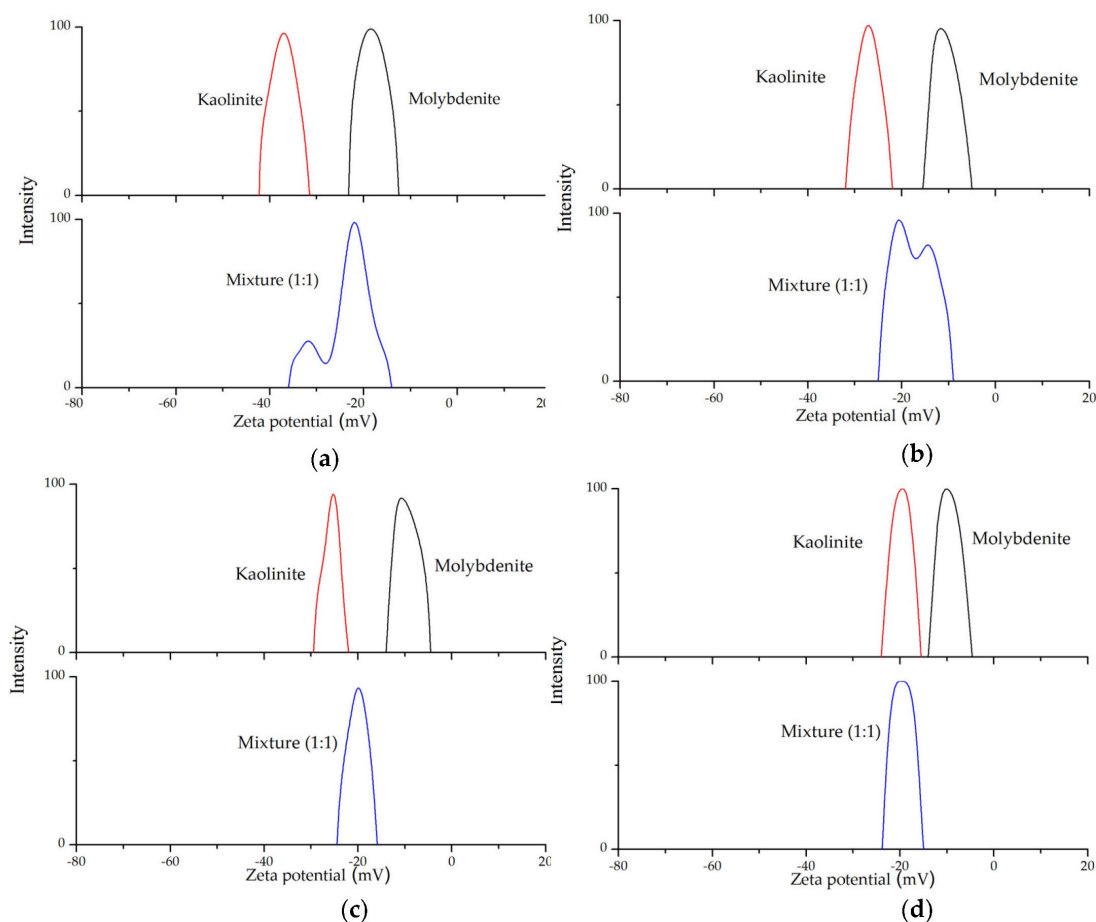 100
Kaolinite
Molybdenite
0
Intensity
100
Mixture (1:1)
0
-80
-60
-40
-20
0
20
Zeta potential (mV)
(a)
100
Kaolinite
Molybdenite
0
Intensity
100
Mixture (1:1)
0
-80
-60
-40
-20
0
20
Zeta potential (mV)
(b)
100
Kaolinite
Molybdenite
0
Intensity
100
Mixture (1:1)
0
-80
-60
-40
-20
0
20
Zeta potential (mV)
(c)
100
Kaolinite
Molybdenite
0
Intensity
100
Mixture (1:1)
0
-80
-60
-40
-20
0
20
Zeta potential (mV)
(d)